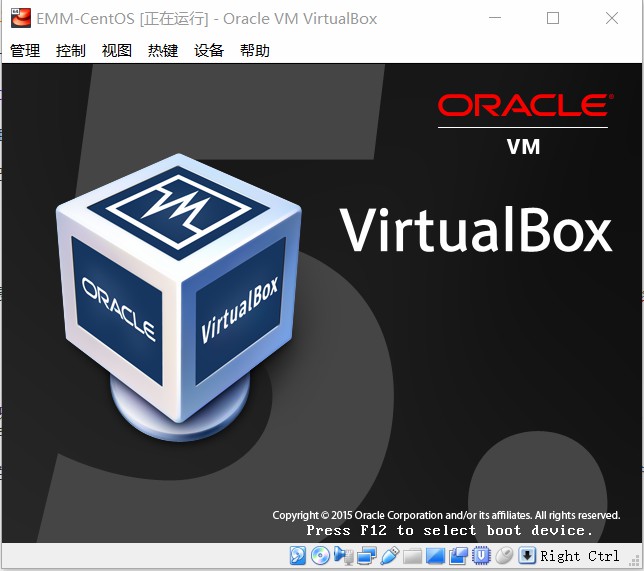 EMM-CentOS [正在运行] - Oracle VM VirtualBox
管理 控制 视图 热键 设备 帮助
5.
ORACLE®
VM
VirtualBox
ORACLE
VirtualBox
Copyright © 2015 Oracle Corporation and/or its affiliates. All rights reserved.
Press F12 to select boot device.
Right Ctrl